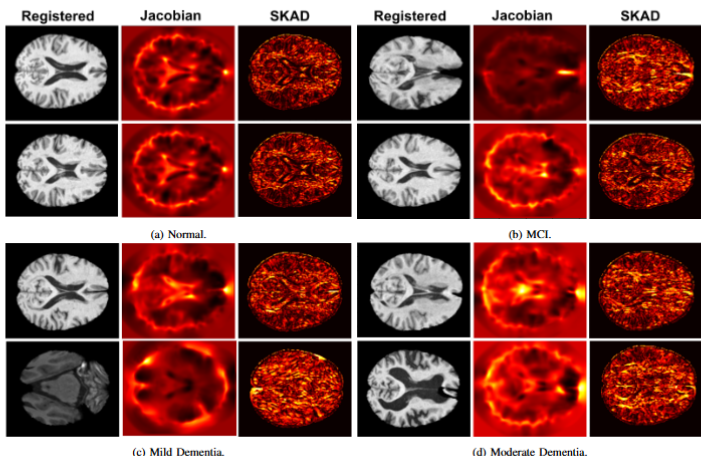 Registered Jacobian SKAD Registered Jacobian SKAD
(a) Normal. (b) MCI.
(c) Mild Dementia. (d) Moderate Dementia.